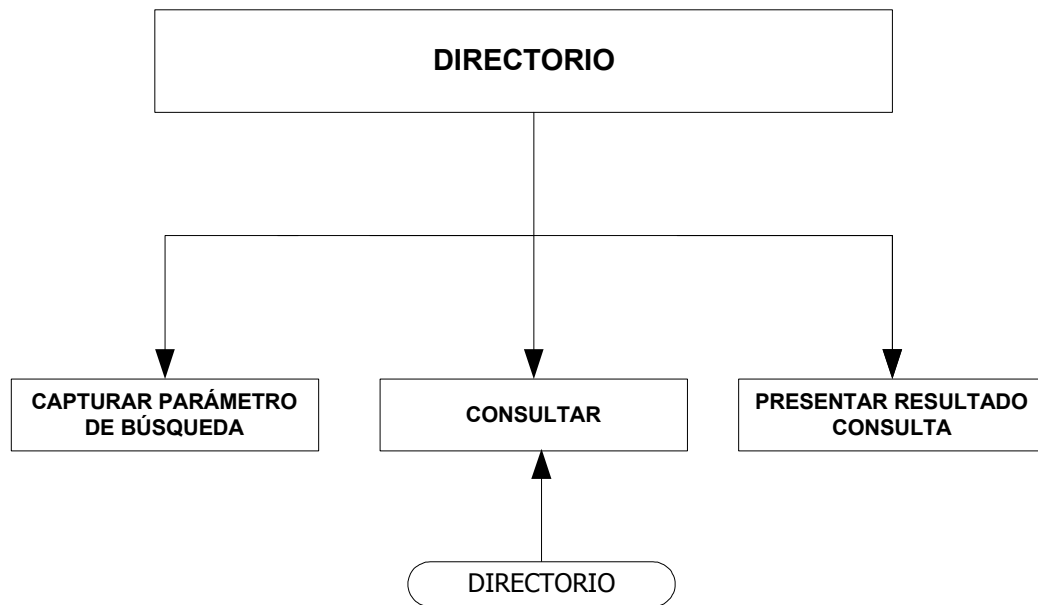 DIRECTORIO
CAPTURAR PARÁMETRO
DE BÚSQUEDA
CONSULTAR
PRESENTAR RESULTADO
CONSULTA
DIRECTORIO